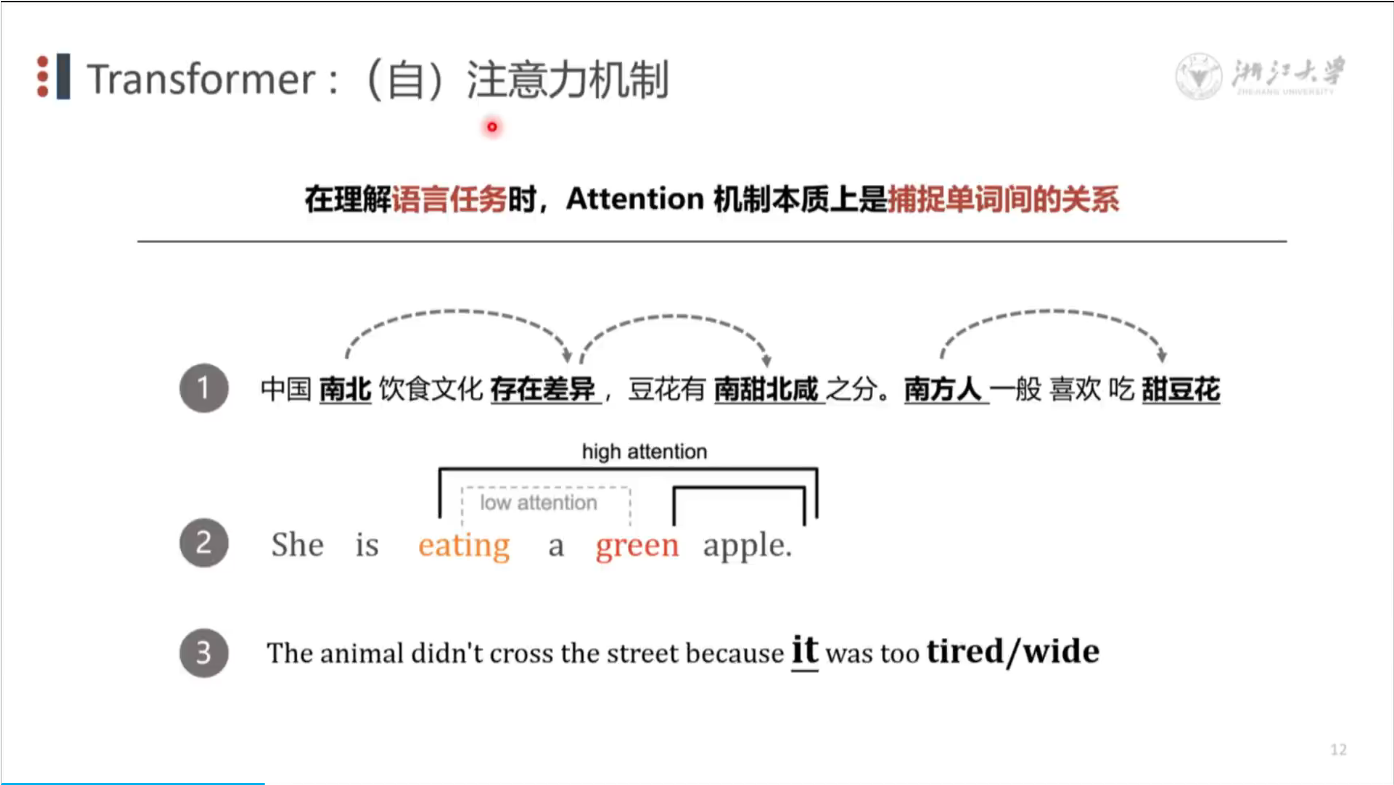 Transformer :（自）注意力机制
浙江大学
ZHEJIANG UNIVERSITY
在理解语言任务时，Attention 机制本质上是捕捉单词间的关系
1 中国 南北 饮食文化 存在差异 ，豆花有 南甜北咸 之分。南方人 一般 喜欢 吃 甜豆花
high attention
low attention
2 She is eating a green apple.
3 The animal didn't cross the street because it was too tired/wide
12